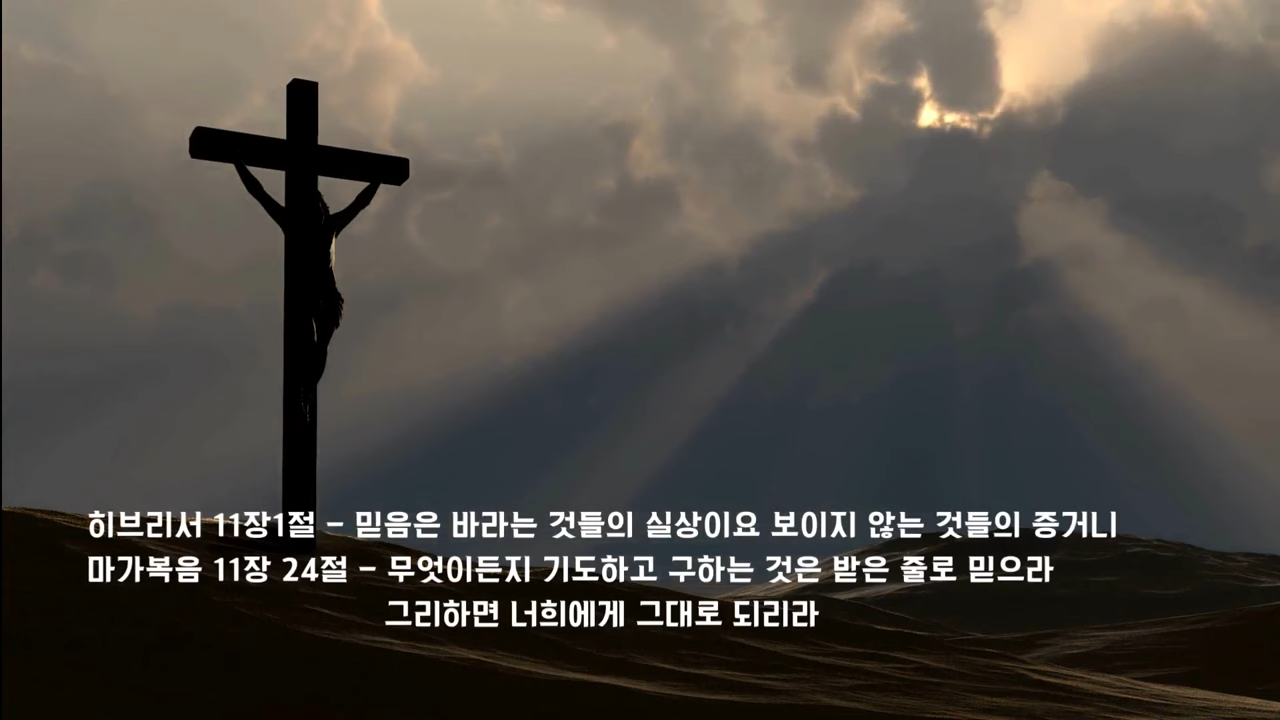 히브리서 11장1절 - 믿음은 바라는 것들의 실상이요 보이지 않는 것들의 증거니
마가복음 11장 24절 - 무엇이든지 기도하고 구하는 것은 받은 줄로 믿으라
그리하면 너희에게 그대로 되리라